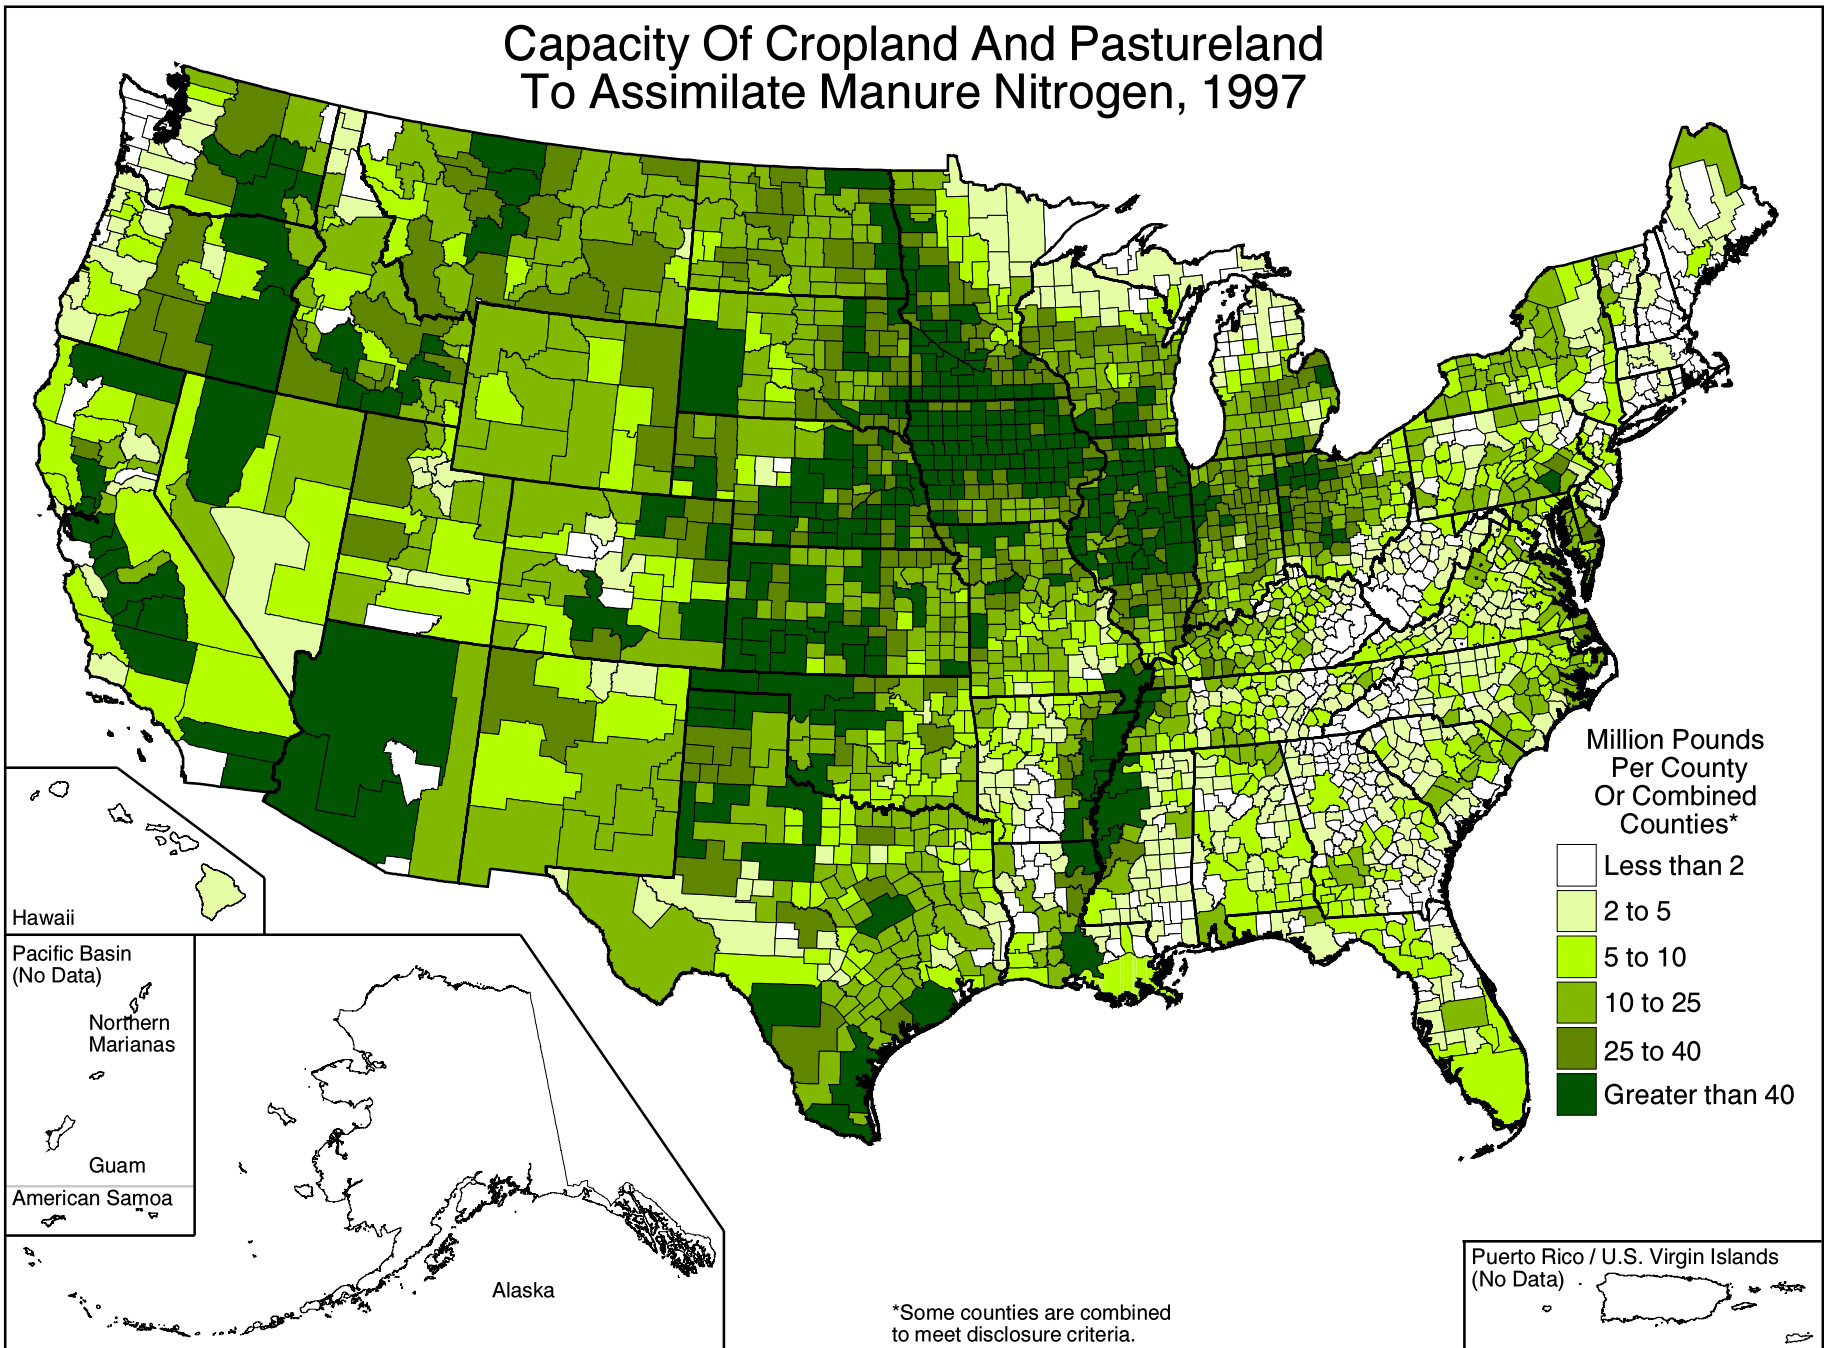 Capacity Of Cropland And Pastureland
To Assimilate Manure Nitrogen, 1997
Million Pounds
Per County
Or Combined
Counties*
Less than 2
2 to 5
5 to 10
10 to 25
25 to 40
Greater than 40
Hawaii
Pacific Basin
(No Data)
Northern
Marianas
Guam
American Samoa
Alaska
*Some counties are combined
to meet disclosure criteria.
Puerto Rico / U.S. Virgin Islands
(No Data)